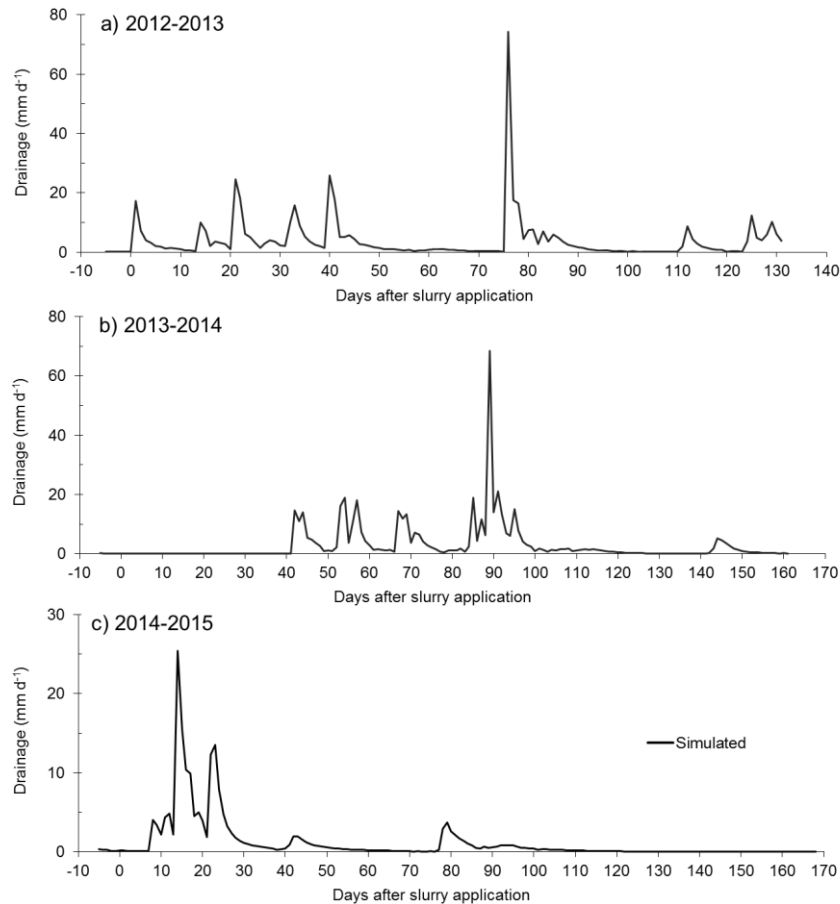 a) 2012-2013
80
60
40
20
0
Drainage (mm d⁻¹)
-10 0 10 20 30 40 50 60 70 80 90 100 110 120 130 140
Days after slurry application
b) 2013-2014
80
60
40
20
0
Drainage (mm d⁻¹)
-10 0 10 20 30 40 50 60 70 80 90 100 110 120 130 140 150 160 170
Days after slurry application
c) 2014-2015
30
20
10
0
Drainage (mm d⁻¹)
Simulated
-10 0 10 20 30 40 50 60 70 80 90 100 110 120 130 140 150 160 170
Days after slurry application